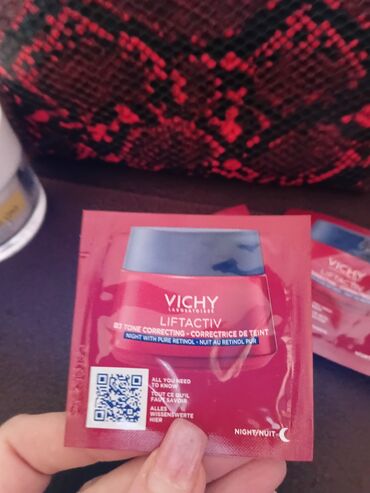 VICHY
LABORATOIRES
LIFTACTIV
B3 TONE CORRECTING - CORRECTRICE DE TEINT
NIGHT WITH PURE RETINOL - NUIT AU RETINOL PUR
ALL YOU NEED
TO KNOW
TOUT CE QU'IL
FAUT SAVOIR
ALLES
WISSENSWERTE
HIER
NIGHT/NUIT
VICHY
LIFTACTIV